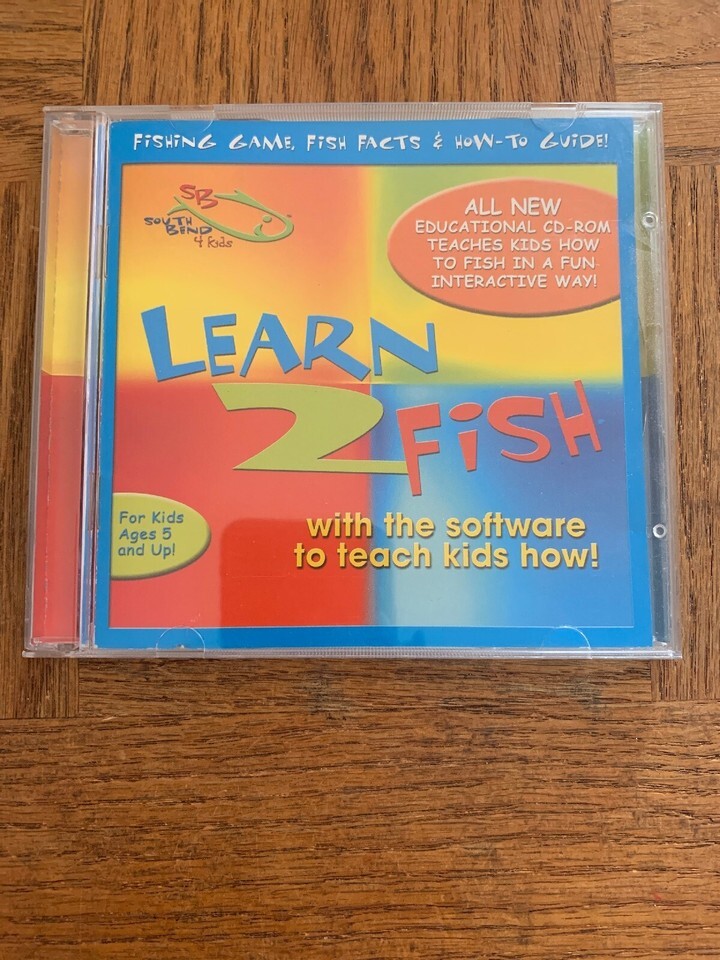 FISHING GAME, FISH FACTS & HOW-TO GUIDE!
SB
SOUTH
BEND
4 kids
ALL NEW
EDUCATIONAL CD-ROM
TEACHES KIDS HOW
TO FISH IN A FUN
INTERACTIVE WAY!
LEARN
2 FiSH
For Kids
Ages 5
and Up!
with the software
to teach kids how!